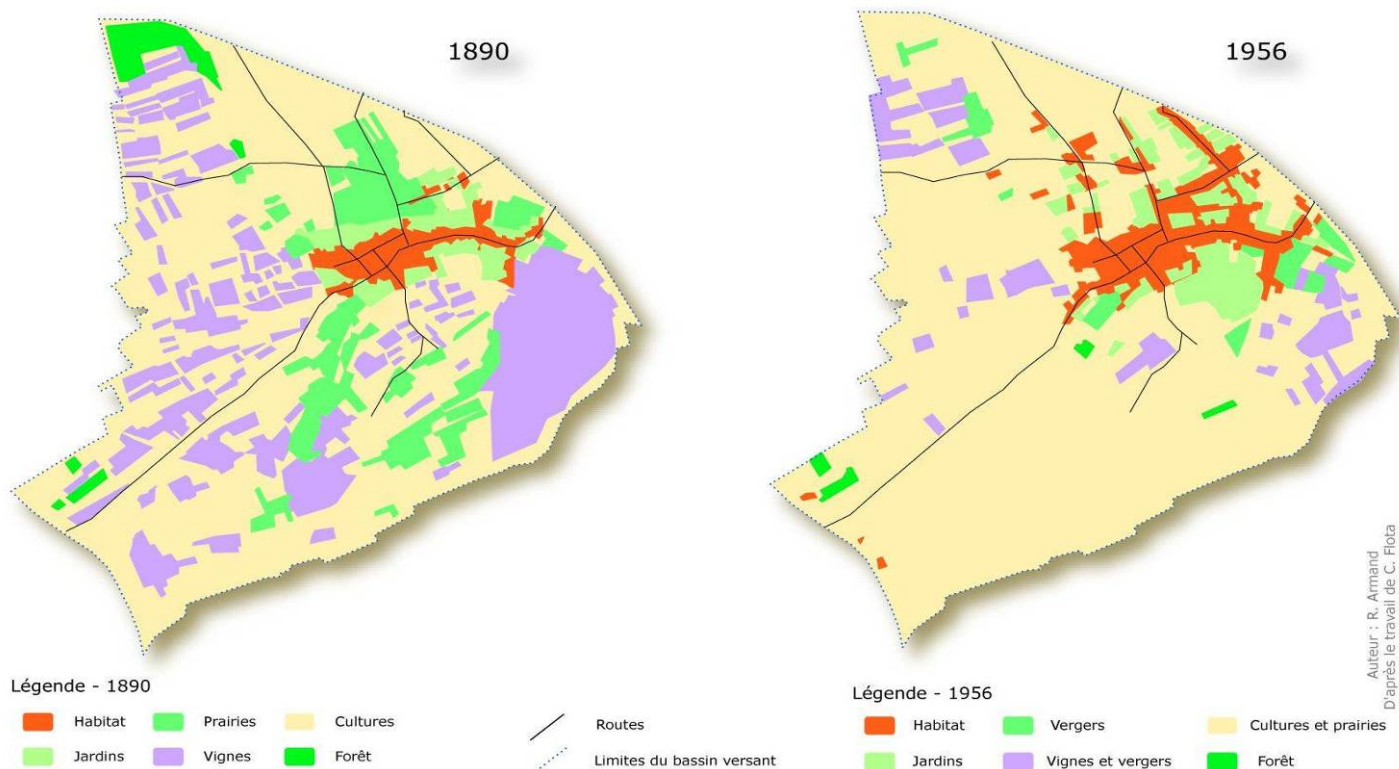 1890
1956
Légende - 1890
Habitat
Prairies
Cultures
Jardins
Vignes
Forêt
Routes
Limites du bassin versant
Légende - 1956
Habitat
Vergers
Cultures et prairies
Jardins
Vignes et vergers
Forêt
Auteur : R. Armand
D'après le travail de C. Flota